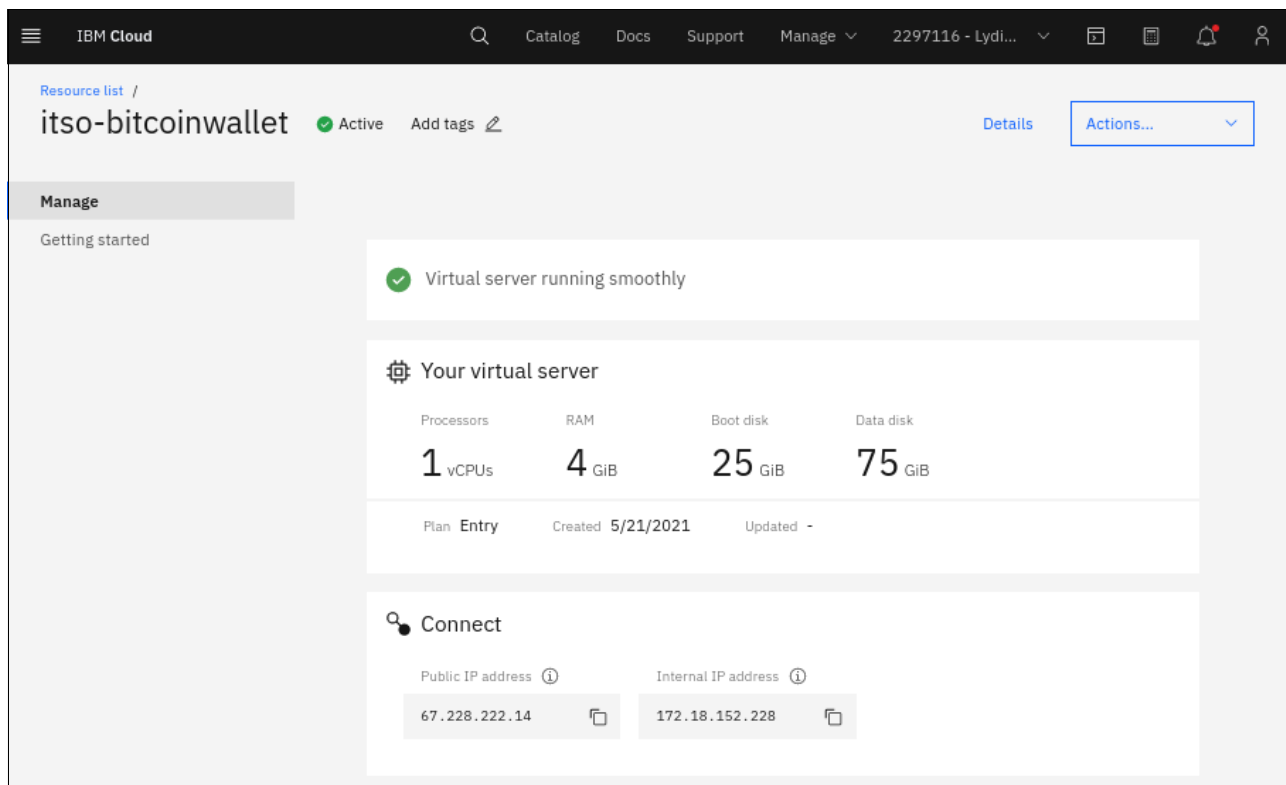 IBM Cloud Catalog Docs Support Manage 2297116 - Lydi...
Resource list /
itso-bitcoinwallet Active Add tags Details Actions...
Manage
Getting started
Virtual server running smoothly
Your virtual server
Processors RAM Boot disk Data disk
1 vCPUs 4 GiB 25 GiB 75 GiB
Plan Entry Created 5/21/2021 Updated -
Connect
Public IP address Internal IP address
67.228.222.14 172.18.152.228